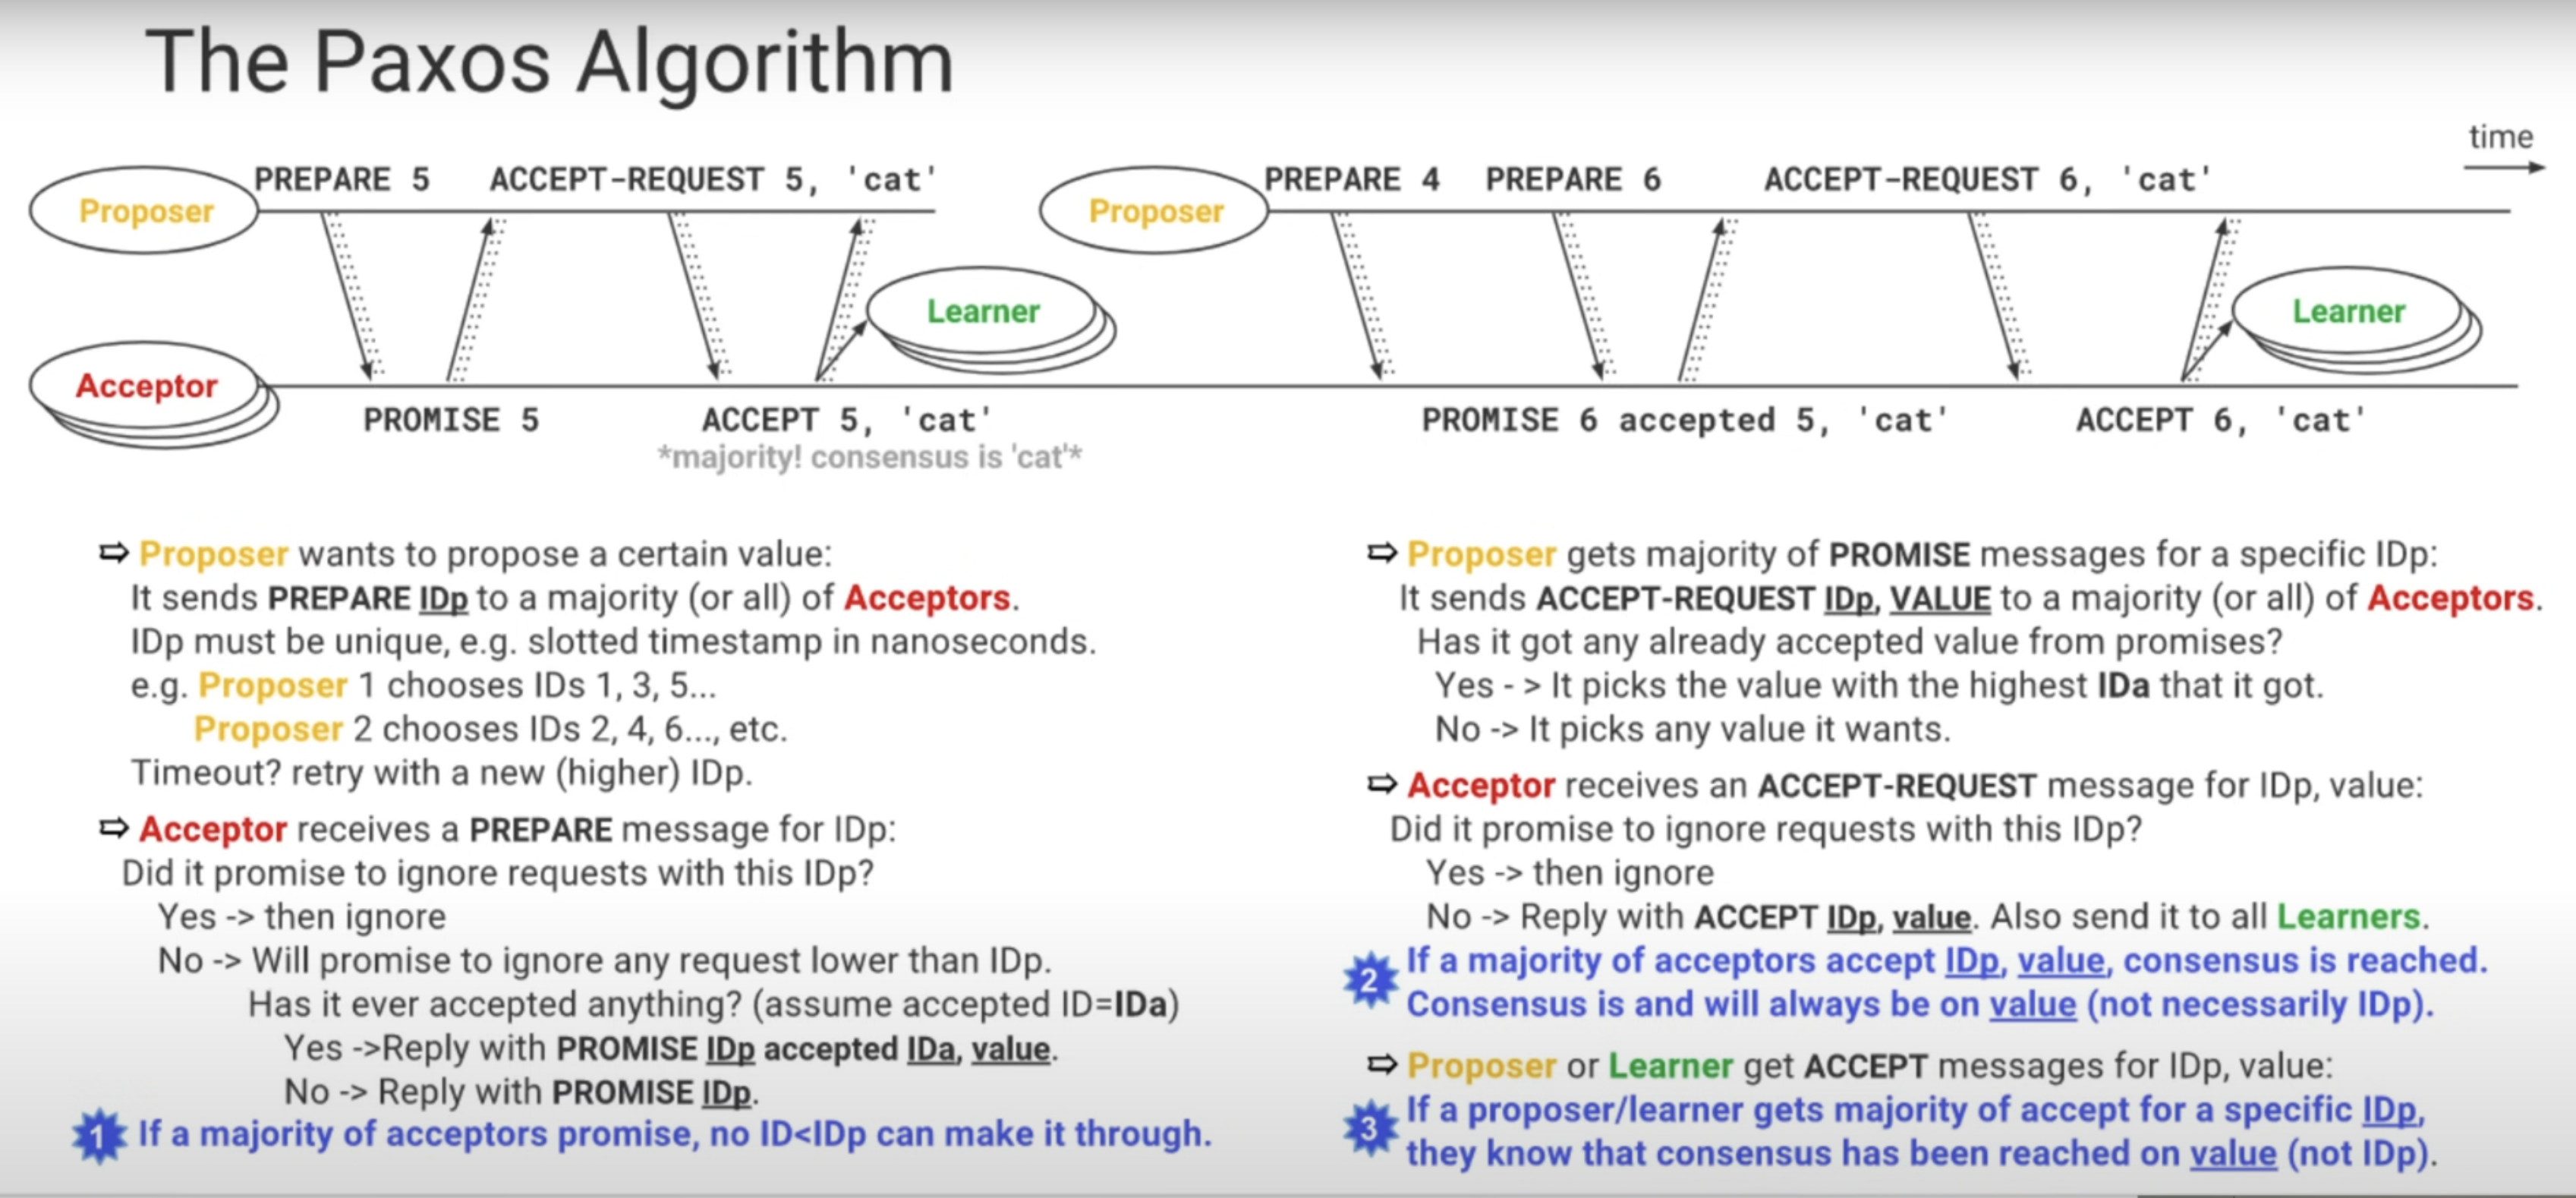 The Paxos Algorithm
time
PREPARE 5
ACCEPT-REQUEST 5, 'cat'
PREPARE 4
PREPARE 6
ACCEPT-REQUEST 6, 'cat'
Proposer
Proposer
Learner
Learner
Acceptor
PROMISE 5
ACCEPT 5, 'cat'
PROMISE 6 accepted 5, 'cat'
ACCEPT 6, 'cat'
*majority! consensus is 'cat'*
⇨ Proposer wants to propose a certain value:
It sends PREPARE IDp to a majority (or all) of Acceptors.
IDp must be unique, e.g. slotted timestamp in nanoseconds.
e.g. Proposer 1 chooses IDs 1, 3, 5...
Proposer 2 chooses IDs 2, 4, 6..., etc.
Timeout? retry with a new (higher) IDp.
⇨ Acceptor receives a PREPARE message for IDp:
Did it promise to ignore requests with this IDp?
Yes -> then ignore
No -> Will promise to ignore any request lower than IDp.
Has it ever accepted anything? (assume accepted ID=IDa)
Yes ->Reply with PROMISE IDp accepted IDa, value.
No -> Reply with PROMISE IDp.
1 If a majority of acceptors promise, no ID<IDp can make it through.
⇨ Proposer gets majority of PROMISE messages for a specific IDp:
It sends ACCEPT-REQUEST IDp, VALUE to a majority (or all) of Acceptors.
Has it got any already accepted value from promises?
Yes - > It picks the value with the highest IDa that it got.
No -> It picks any value it wants.
⇨ Acceptor receives an ACCEPT-REQUEST message for IDp, value:
Did it promise to ignore requests with this IDp?
Yes -> then ignore
No -> Reply with ACCEPT IDp, value. Also send it to all Learners.
2 If a majority of acceptors accept IDp, value, consensus is reached.
Consensus is and will always be on value (not necessarily IDp).
⇨ Proposer or Learner get ACCEPT messages for IDp, value:
3 If a proposer/learner gets majority of accept for a specific IDp,
they know that consensus has been reached on value (not IDp).